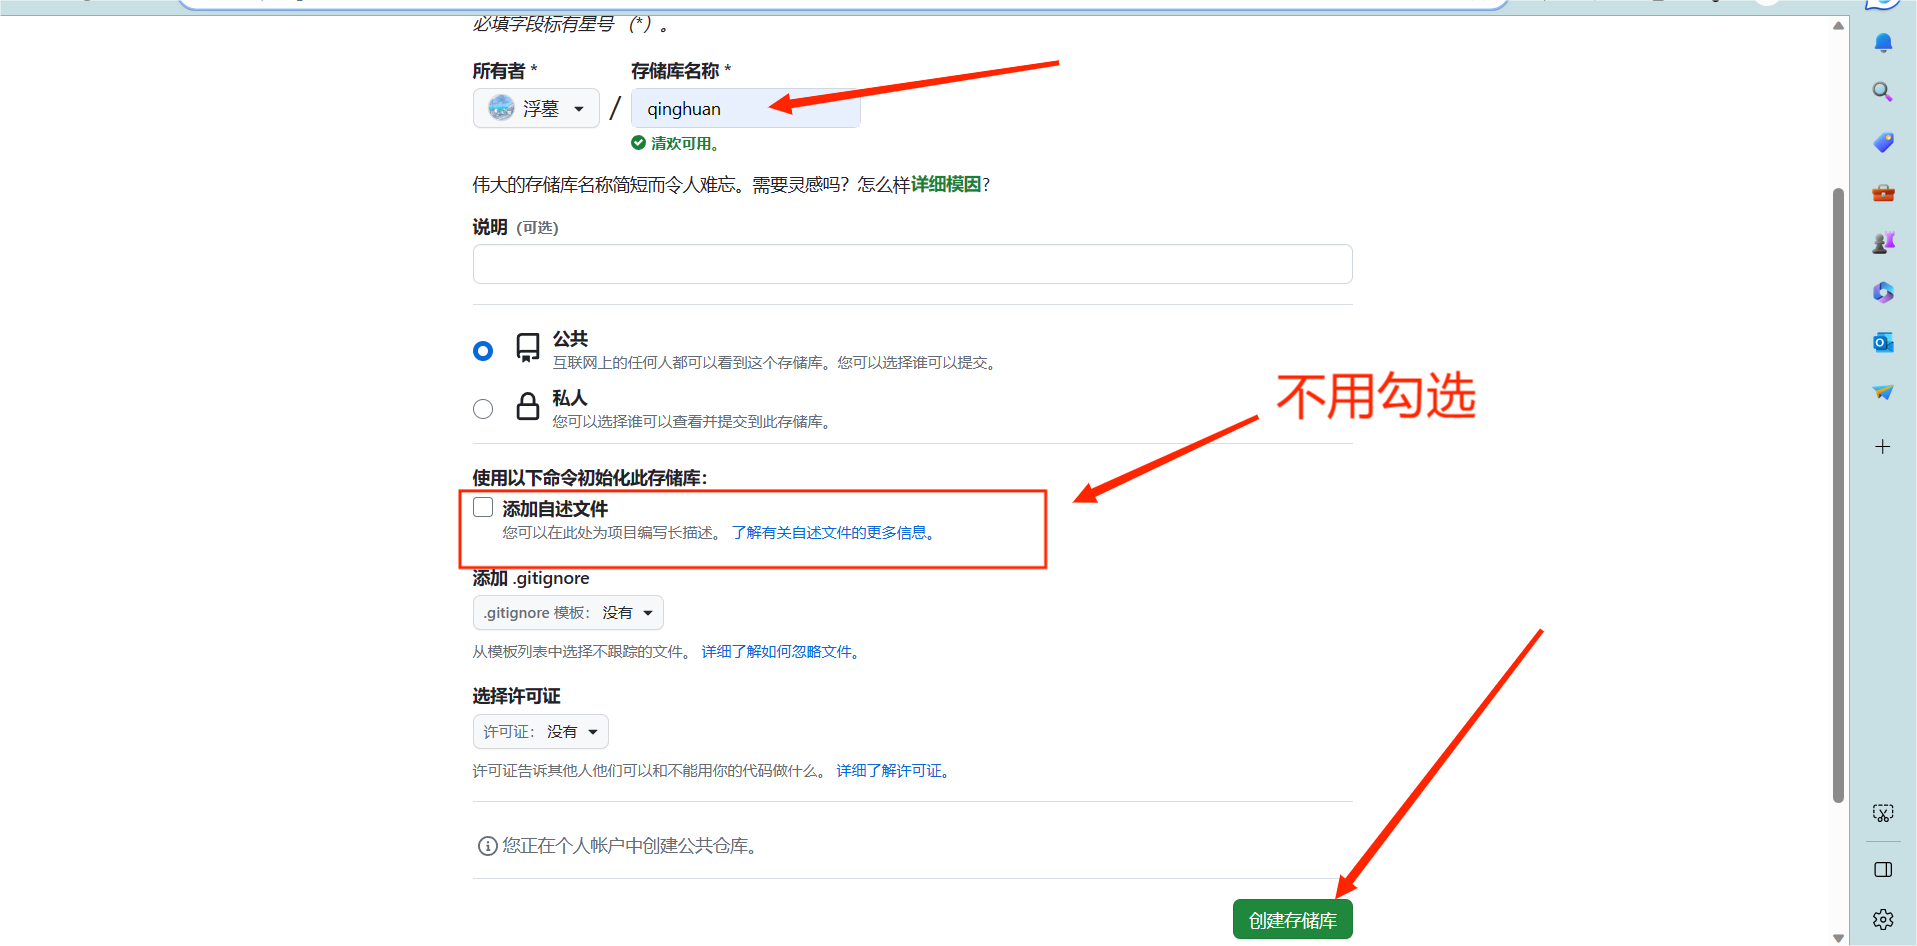 必填字段标有星号 （*）。
所有者 *
存储库名称 *
浮墓
/
qinghuan
清欢可用。
伟大的存储库名称简短而令人难忘。需要灵感吗？怎么样详细模因?
说明 (可选)
公共
互联网上的任何人都可以看到这个存储库。您可以选择谁可以提交。
私人
您可以选择谁可以查看并提交到此存储库。
不用勾选
使用以下命令初始化此存储库：
添加自述文件
您可以在此处为项目编写长描述。 了解有关自述文件的更多信息。
添加 .gitignore
.gitignore 模板： 没有
从模板列表中选择不跟踪的文件。 详细了解如何忽略文件。
选择许可证
许可证： 没有
许可证告诉其他人他们可以和不能用你的代码做什么。 详细了解许可证。
您正在个人帐户中创建公共仓库。
创建存储库